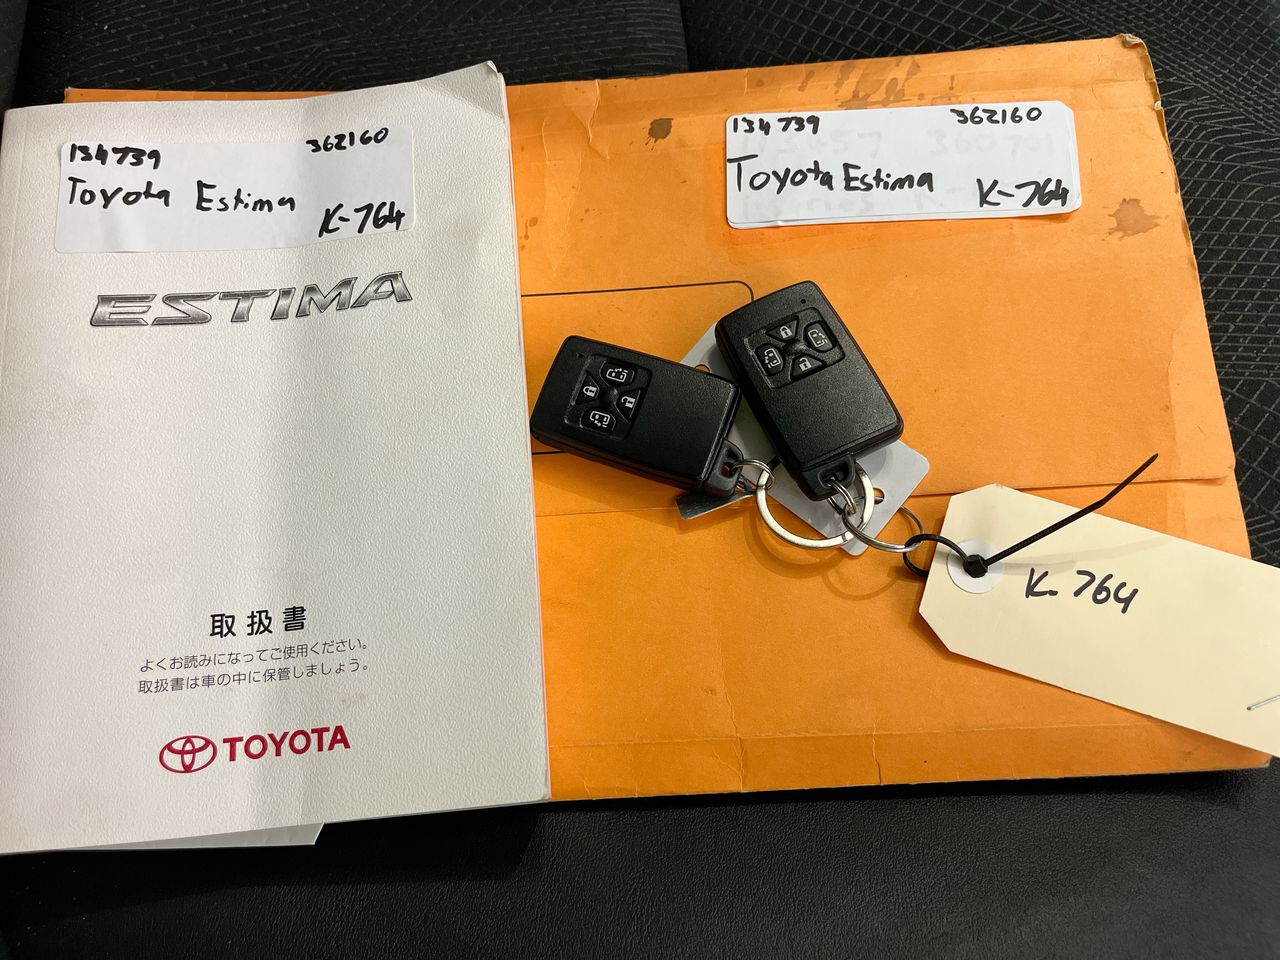 134739 362160
Toyota Estima
K-764
ESTIMA
取扱書
よくお読みになってご使用ください。
取扱書は車の中に保管しましょう。
TOYOTA
134739 362160
Toyota Estima K-764
K-764